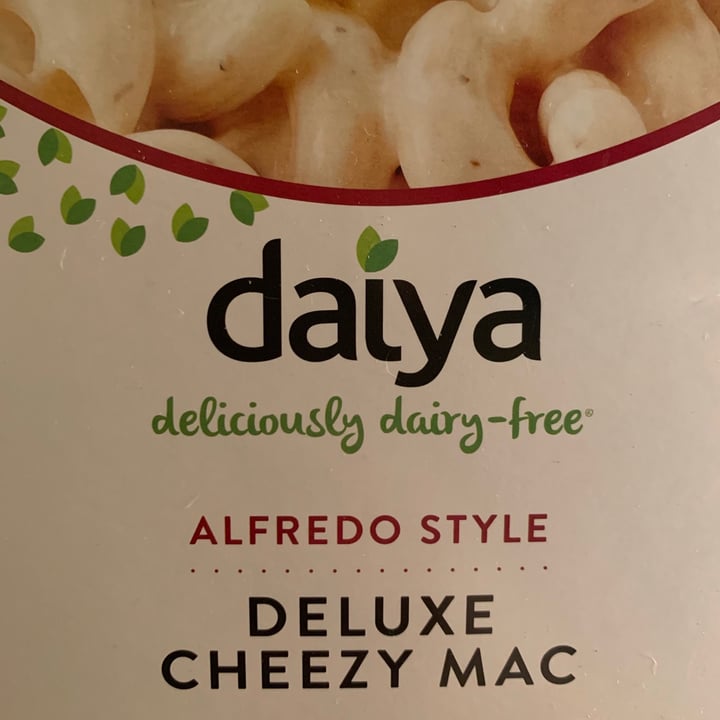 daiya
deliciously dairy-free®
ALFREDO STYLE
DELUXE
CHEEZY MAC